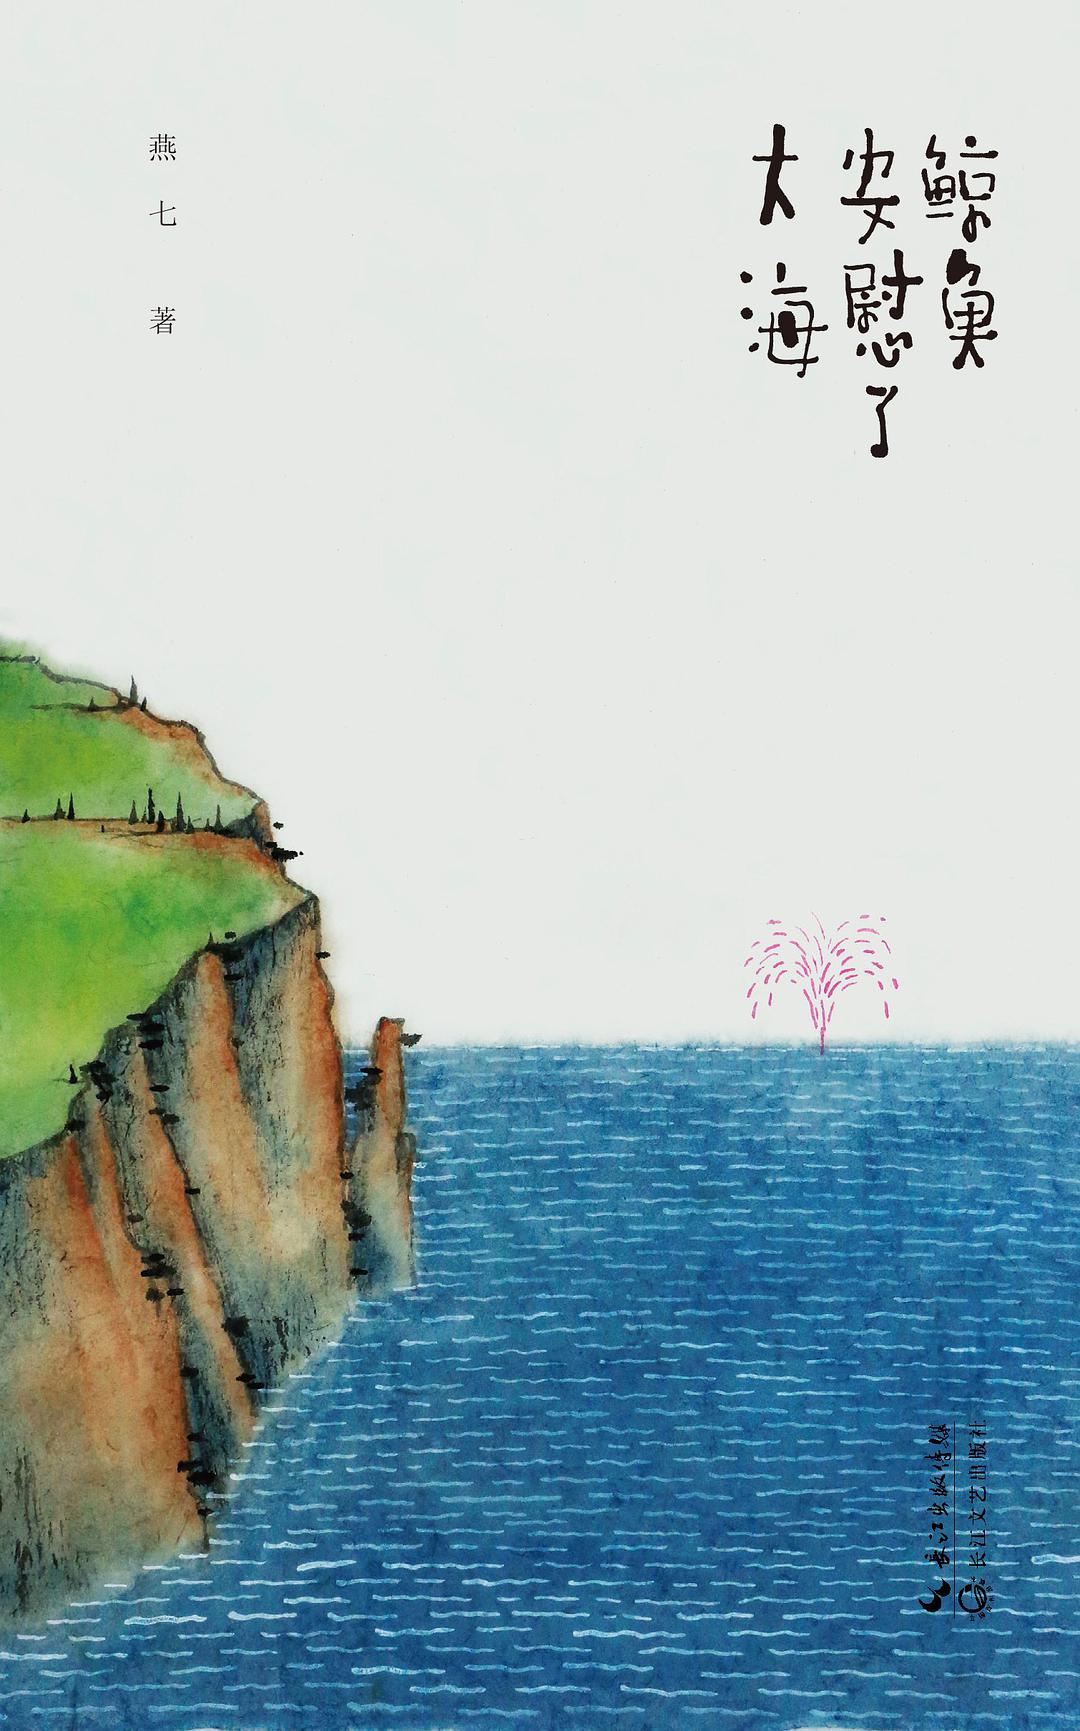 鲸鱼
安慰了
大海
燕七 著
长江出版传媒
长江文艺出版社